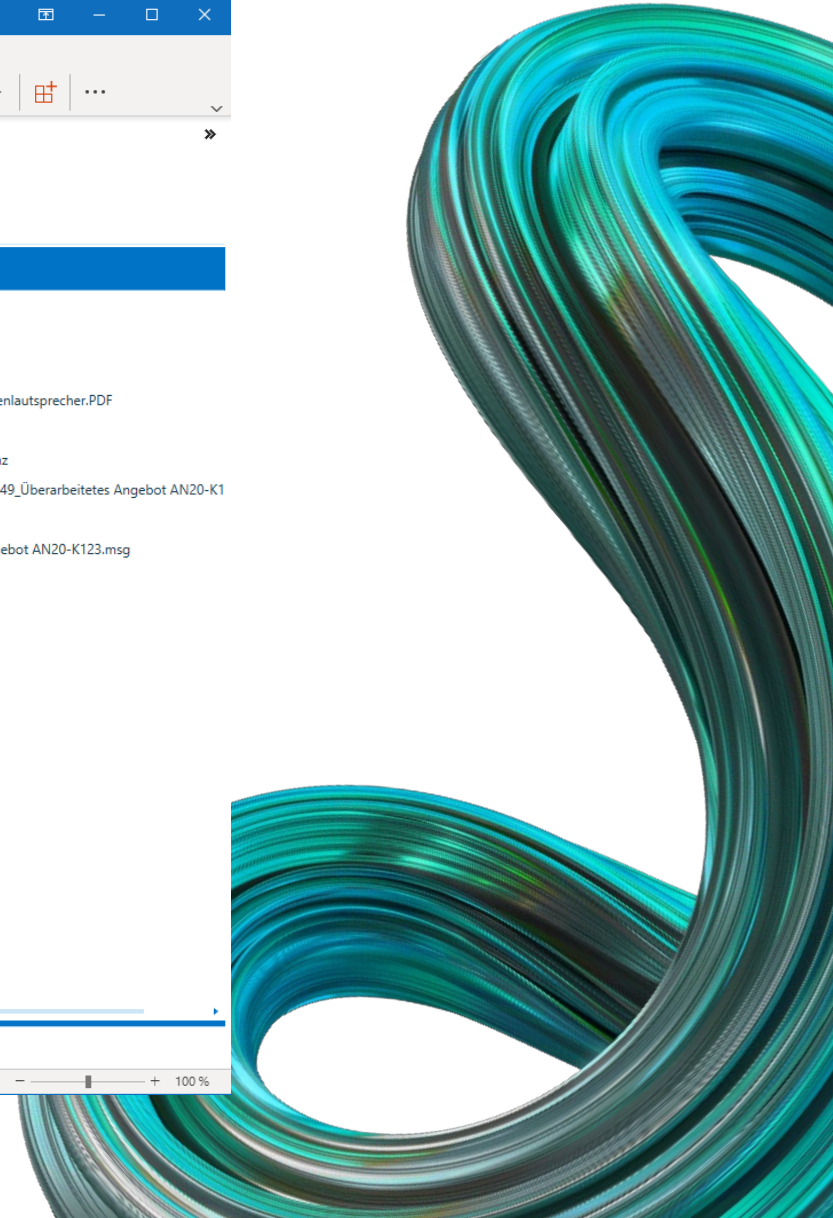 enlautsprecher.PDF
nz
49_Überarbeitetes Angebot AN20-K1
ebot AN20-K123.msg
100 %